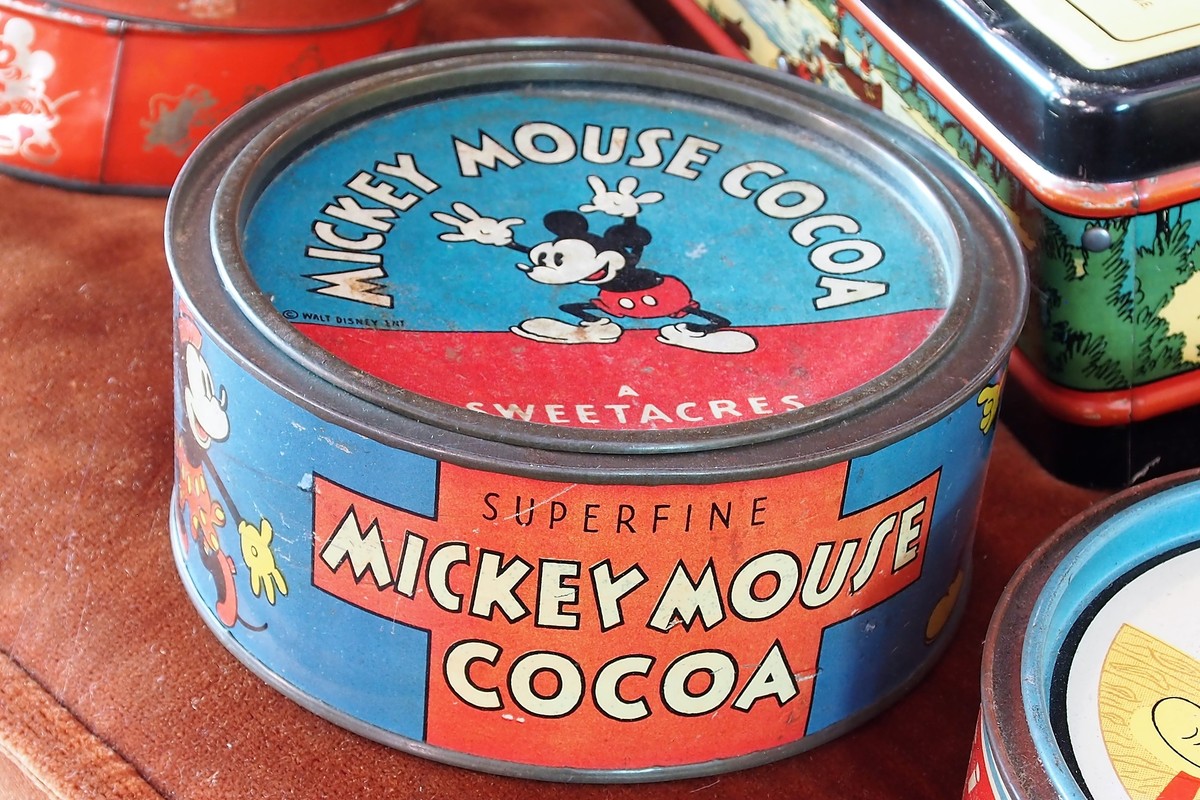 MICKEY MOUSE COCOA
© WALT DISNEY ENT
A
SWEETACRES
SUPERFINE
MICKEY MOUSE
COCOA